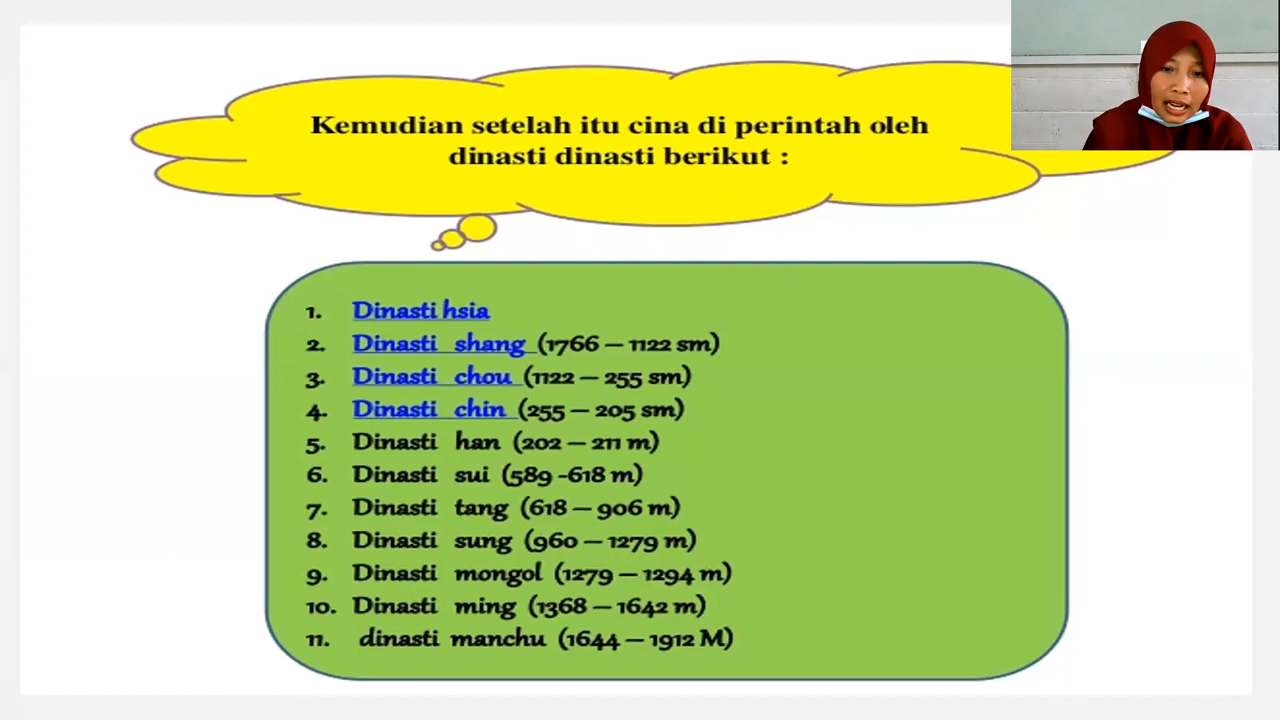 Kemudian setelah itu cina di perintah oleh
dinasti dinasti berikut :
1. Dinasti hsia
2. Dinasti shang (1766 – 1122 sm)
3. Dinasti chou (1122 – 255 sm)
4. Dinasti chin (255 – 205 sm)
5. Dinasti han (202 – 211 m)
6. Dinasti sui (589 -618 m)
7. Dinasti tang (618 – 906 m)
8. Dinasti sung (960 – 1279 m)
9. Dinasti mongol (1279 – 1294 m)
10. Dinasti ming (1368 – 1642 m)
11. dinasti manchu (1644 – 1912 M)